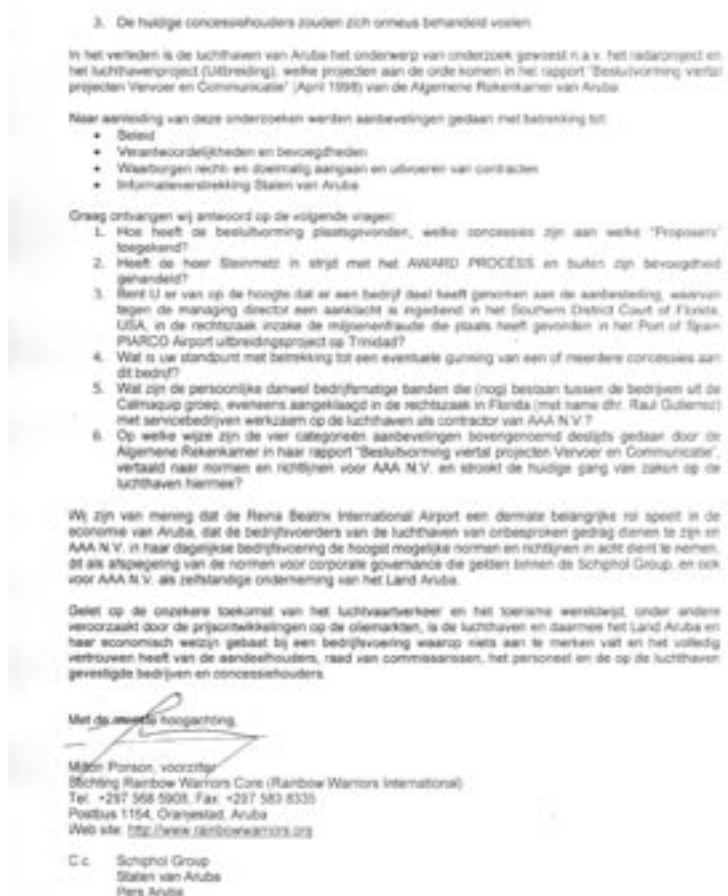 3. De huidige concessiehouders zouden zich onheus behandeld voelen.
In het verleden is de luchthaven van Aruba het onderwerp van onderzoek geweest n.a.v. het radarproject en
het luchthavenproject (Uitbreiding), welke projecten aan de orde komen in het rapport "Besluitvorming viertal
projecten Vervoer en Communicatie" (April 1998) van de Algemene Rekenkamer van Aruba.
Naar aanleiding van deze onderzoeken werden aanbevelingen gedaan met betrekking tot:
• Beleid
• Verantwoordelijkheden en bevoegdheden
• Waarborgen recht- en doelmatig aangaan en uitvoeren van contracten
• Informatieverstrekking Staten van Aruba
Graag ontvangen wij antwoord op de volgende vragen:
1. Hoe heeft de besluitvorming plaatsgevonden, welke concessies zijn aan welke "Proposers"
toegekend?
2. Heeft de heer Steinmetz in strijd met het AWARD PROCESS en buiten zijn bevoegdheid
gehandeld?
3. Bent U er van op de hoogte dat er een bedrijf deel heeft genomen aan de aanbesteding, waarvan
tegen de managing director een aanklacht is ingediend in het Southern District Court of Florida,
USA, in de rechtszaak inzake de miljoenenfraude die plaats heeft gevonden in het Port of Spain
PIARCO Airport uitbreidingsproject op Trinidad?
4. Wat is uw standpunt met betrekking tot een eventuele gunning van een of meerdere concessies aan
dit bedrijf?
5. Wat zijn de persoonlijke danwel bedrijfsmatige banden die (nog) bestaan tussen de bedrijven uit de
Calmaquip groep, eveneens aangeklaagd in de rechtszaak in Florida (met name dhr. Raul Gutierrez)
met servicebedrijven werkzaam op de luchthaven als contractor van AAA N.V.?
6. Op welke wijze zijn de vier categorieën aanbevelingen bovengenoemd destijds gedaan door de
Algemene Rekenkamer in haar rapport "Besluitvorming viertal projecten Vervoer en Communicatie",
vertaald naar normen en richtlijnen voor AAA N.V. en strookt de huidige gang van zaken op de
luchthaven hiermee?
Wij zijn van mening dat de Reina Beatrix International Airport een dermate belangrijke rol speelt in de
economie van Aruba, dat de bedrijfsvoerders van de luchthaven van onbesproken gedrag dienen te zijn en
AAA N.V. in haar dagelijkse bedrijfsvoering de hoogst mogelijke normen en richtlijnen in acht dient te nemen,
dit als afspiegeling van de normen voor corporate governance die gelden binnen de Schiphol Group, en ook
voor AAA N.V. als zelfstandige onderneming van het Land Aruba.
Gelet op de onzekere toekomst van het luchtvaartverkeer en het toerisme wereldwijd, onder andere
veroorzaakt door de prijsontwikkelingen op de oliemarkten, is de luchthaven en daarmee het Land Aruba en
haar economisch welzijn gebaat bij een bedrijfsvoering waarop niets aan te merken valt en het volledig
vertrouwen heeft van de aandeelhouders, raad van commissarissen, het personeel en de op de luchthaven
gevestigde bedrijven en concessiehouders.
Met de meeste hoogachting,
Milton Ponson, voorzitter
Stichting Rainbow Warriors Core (Rainbow Warriors International)
Tel. +297 568 5908, Fax: +297 583 8335
Postbus 1154, Oranjestad, Aruba
Web site: http://www.rainbowwarriors.org
C.c. Schiphol Group
Staten van Aruba
Pers Aruba